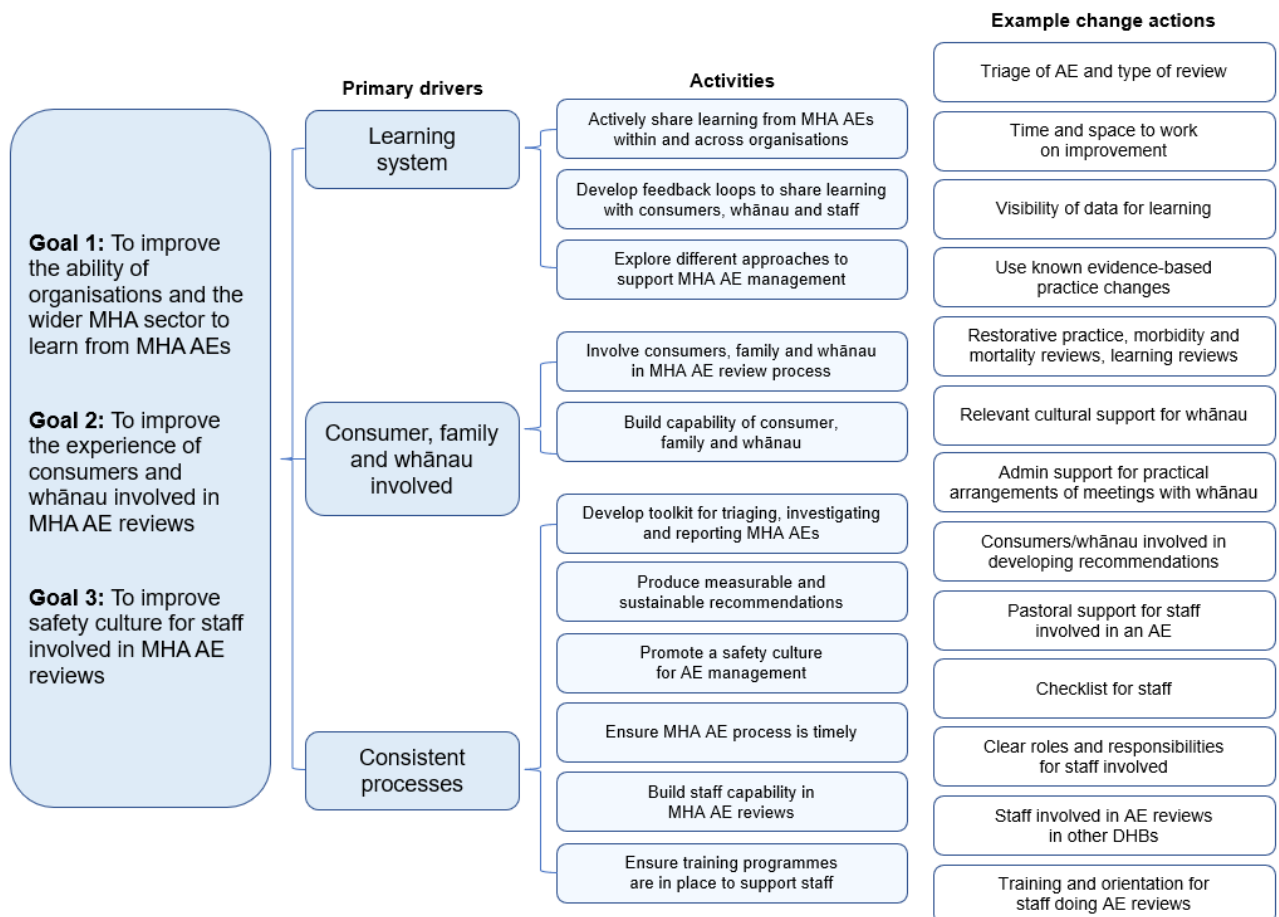 Example change actions
Primary drivers
Activities
Goal 1: To improve
the ability of
organisations and the
wider MHA sector to
learn from MHA AEs
Goal 2: To improve
the experience of
consumers and
whānau involved in
MHA AE reviews
Goal 3: To improve
safety culture for staff
involved in MHA AE
reviews
Learning
system
Consumer, family
and whānau
involved
Consistent
processes
Actively share learning from MHA AEs
within and across organisations
Develop feedback loops to share learning
with consumers, whānau and staff
Explore different approaches to
support MHA AE management
Involve consumers, family and whānau
in MHA AE review process
Build capability of consumer,
family and whānau
Develop toolkit for triaging, investigating
and reporting MHA AEs
Produce measurable and
sustainable recommendations
Promote a safety culture
for AE management
Ensure MHA AE process is timely
Build staff capability in
MHA AE reviews
Ensure training programmes
are in place to support staff
Triage of AE and type of review
Time and space to work
on improvement
Visibility of data for learning
Use known evidence-based
practice changes
Restorative practice, morbidity and
mortality reviews, learning reviews
Relevant cultural support for whānau
Admin support for practical
arrangements of meetings with whānau
Consumers/whānau involved in
developing recommendations
Pastoral support for staff
involved in an AE
Checklist for staff
Clear roles and responsibilities
for staff involved
Staff involved in AE reviews
in other DHBs
Training and orientation for
staff doing AE reviews